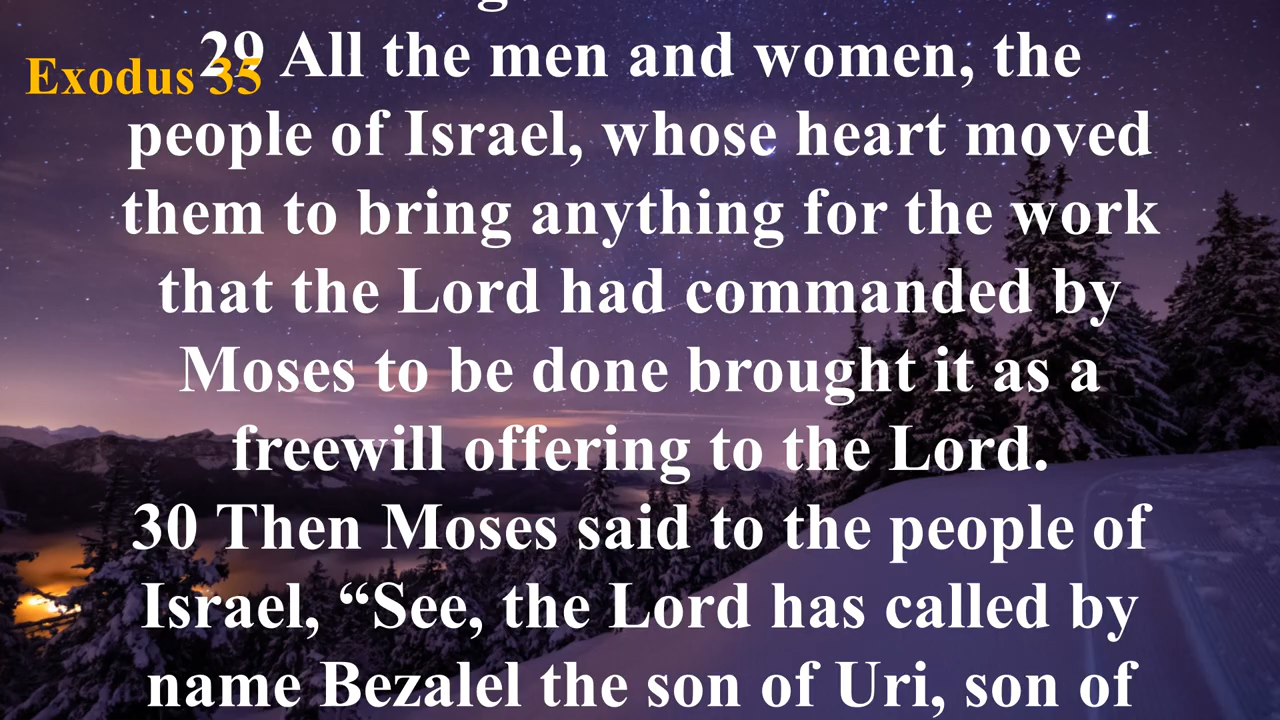 Exodus 35
29 All the men and women, the
people of Israel, whose heart moved
them to bring anything for the work
that the Lord had commanded by
Moses to be done brought it as a
freewill offering to the Lord.
30 Then Moses said to the people of
Israel, “See, the Lord has called by
name Bezalel the son of Uri, son of